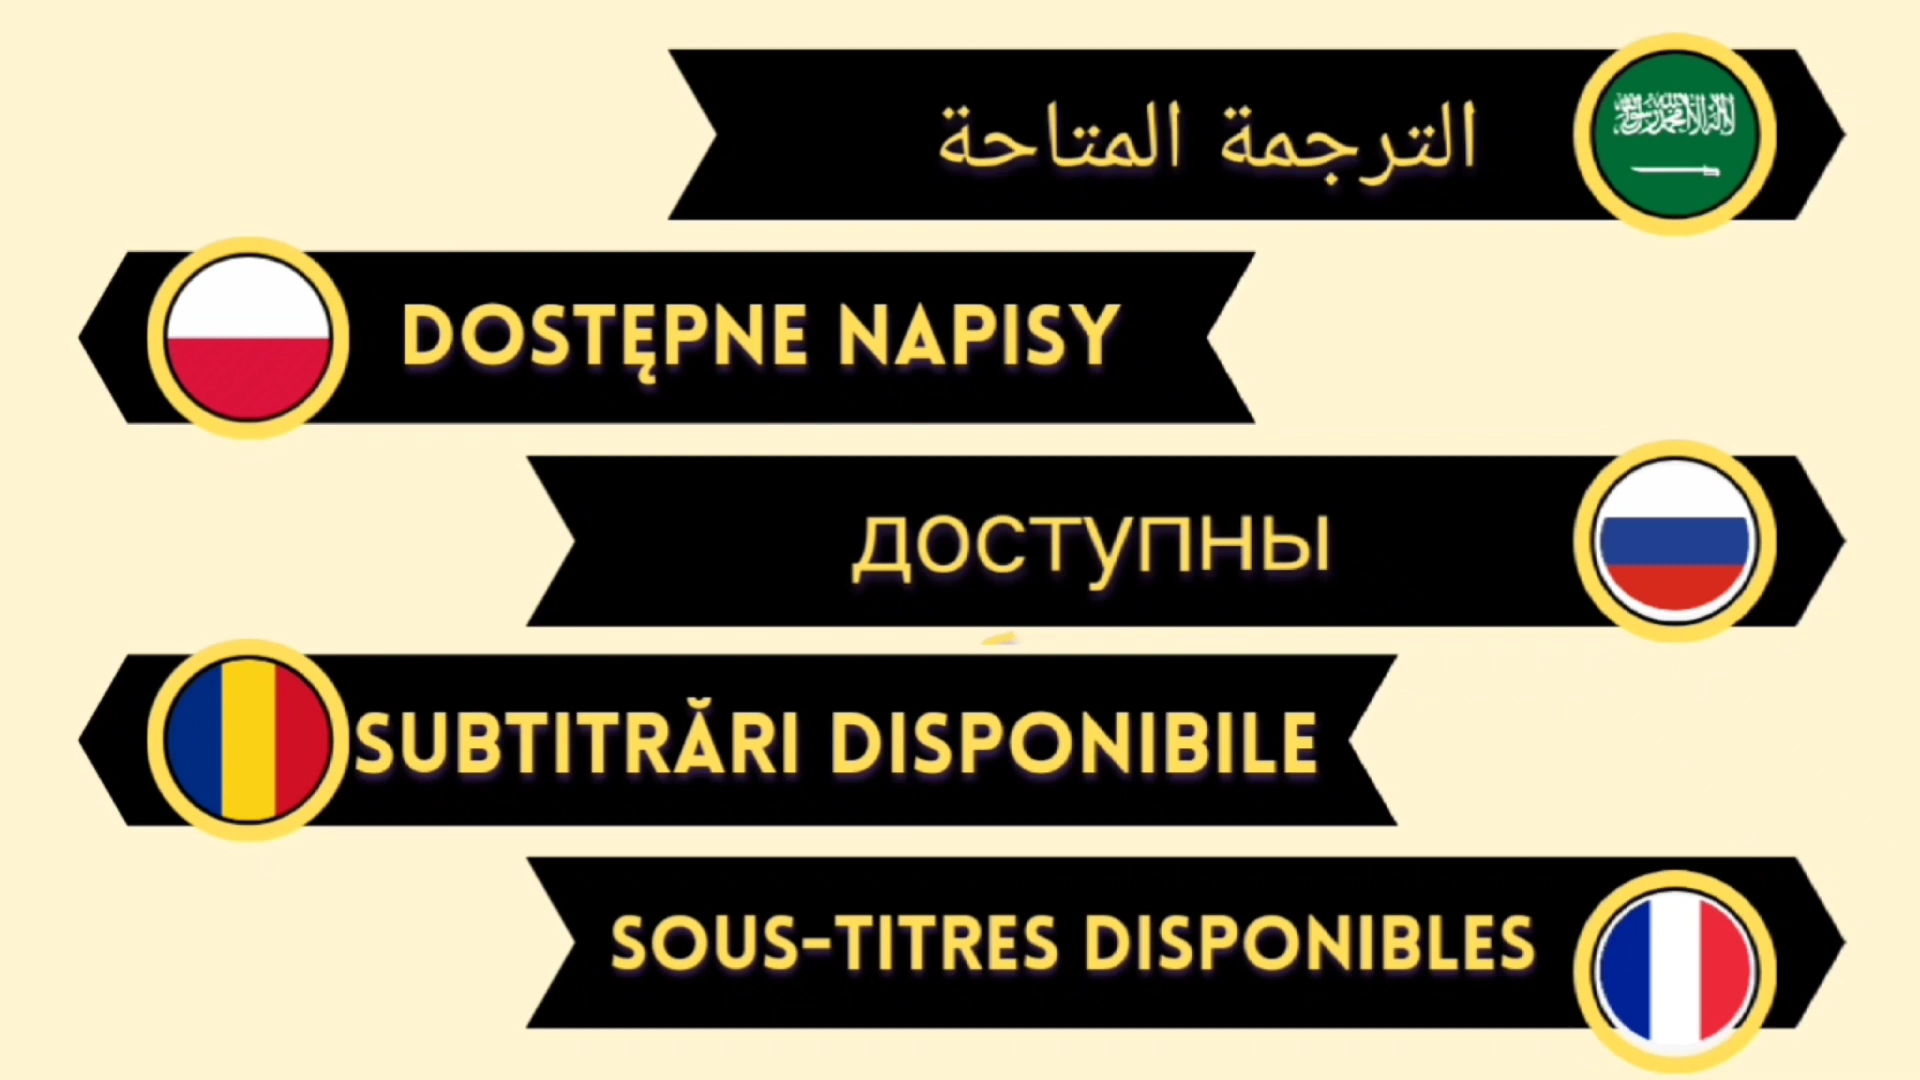 الترجمة المتاحة
DOSTĘPNE NAPISY
доступны
SUBTITRĂRI DISPONIBILE
SOUS-TITRES DISPONIBLES